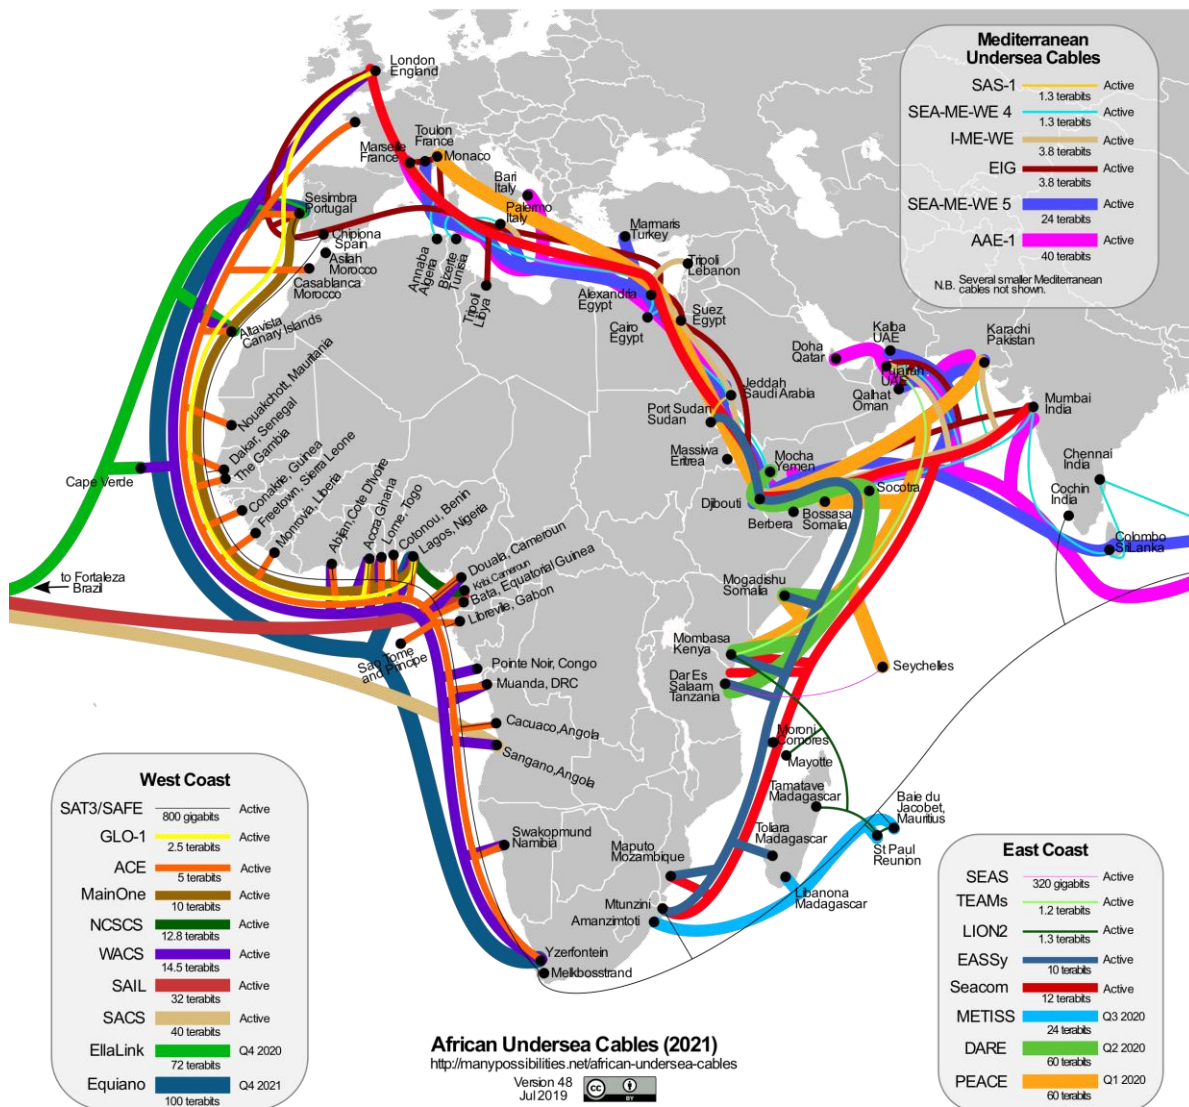 London
England
Mediterranean
Undersea Cables
SAS-1
1.3 terabits
Active
SEA-ME-WE 4
1.3 terabits
Active
I-ME-WE
3.8 terabits
Active
EIG
3.8 terabits
Active
SEA-ME-WE 5
24 terabits
Active
AAE-1
40 terabits
Active
N.B. Several smaller Mediterranean
cables not shown.
Toulon
France
Marseille
France
Monaco
Bari
Italy
Palermo
Italy
Sesimbra
Portugal
Chipiona
Spain
Asilah
Morocco
Casablanca
Morocco
Annaba
Algeria
Bizerte
Tunisia
Tripoli
Libya
Marmaris
Turkey
Tripoli
Lebanon
Alexandria
Egypt
Cairo
Egypt
Suez
Egypt
Altavista
Canary Islands
Doha
Qatar
Kalba
UAE
Fujairah
UAE
Qalhat
Oman
Karachi
Pakistan
Mumbai
India
Jeddah
Saudi Arabia
Port Sudan
Sudan
Massiwa
Eritrea
Mocha
Yemen
Djibouti
Berbera
Bossasa
Somalia
Socotra
Chennai
India
Cochin
India
Colombo
Sri Lanka
Nouakchott, Mauritania
Dakar, Senegal
The Gambia
Cape Verde
Conakrie, Guinea
Freetown, Sierra Leone
Monrovia, Liberia
Abjan, Cote D'Ivoire
Accra Ghana
Lome, Togo
Cotonou, Benin
Lagos, Nigeria
Douala, Cameroun
Kribi, Cameroun
Bata, Equatorial Guinea
Libreville, Gabon
to Fortaleza
Brazil
Sao Tome
and Principe
Pointe Noir, Congo
Muanda, DRC
Cacuaco, Angola
Sangano, Angola
Mogadishu
Somalia
Mombasa
Kenya
Dar Es
Salaam
Tanzania
Seychelles
Moroni
Comores
Mayotte
Tamatave
Madagascar
Baie du
Jacobet,
Mauritius
St Paul
Reunion
Toliara
Madagascar
Libanona
Madagascar
Swakopmund
Namibia
Maputo
Mozambique
Mtunzini
Amanzimtoti
Yzerfontein
Melkbosstrand
West Coast
SAT3/SAFE
800 gigabits
Active
GLO-1
2.5 terabits
Active
ACE
5 terabits
Active
MainOne
10 terabits
Active
NCSCS
12.8 terabits
Active
WACS
14.5 terabits
Active
SAIL
32 terabits
Active
SACS
40 terabits
Active
EllaLink
72 terabits
Q4 2020
Equiano
100 terabits
Q4 2021
East Coast
SEAS
320 gigabits
Active
TEAMs
1.2 terabits
Active
LION2
1.3 terabits
Active
EASSy
10 terabits
Active
Seacom
12 terabits
Active
METISS
24 terabits
Q3 2020
DARE
60 terabits
Q2 2020
PEACE
60 terabits
Q1 2020
African Undersea Cables (2021)
http://manypossibilities.net/african-undersea-cables
Version 48
Jul 2019
CC
BY